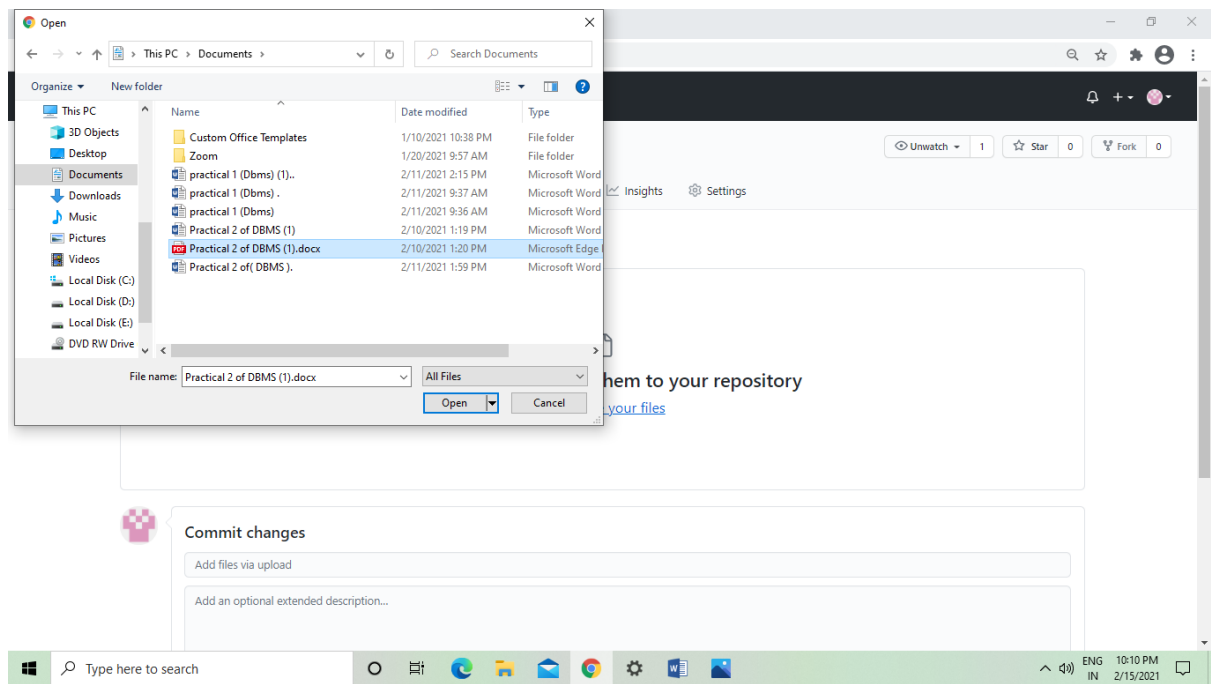 Open
This PC > Documents >
Search Documents
Organize
New folder
This PC
3D Objects
Desktop
Documents
Downloads
Music
Pictures
Videos
Local Disk (C:)
Local Disk (D:)
Local Disk (E:)
DVD RW Drive
Name Date modified Type
Custom Office Templates 1/10/2021 10:38 PM File folder
Zoom 1/20/2021 9:57 AM File folder
practical 1 (Dbms) (1).. 2/11/2021 2:15 PM Microsoft Word
practical 1 (Dbms) . 2/11/2021 9:37 AM Microsoft Word
practical 1 (Dbms) 2/11/2021 9:36 AM Microsoft Word
Practical 2 of DBMS (1) 2/10/2021 1:19 PM Microsoft Word
PDF Practical 2 of DBMS (1).docx 2/10/2021 1:20 PM Microsoft Edge
Practical 2 of( DBMS ). 2/11/2021 1:59 PM Microsoft Word
File name: Practical 2 of DBMS (1).docx All Files
Open Cancel
Unwatch 1 Star 0 Fork 0
Insights Settings
hem to your repository
your files
Commit changes
Add files via upload
Add an optional extended description...
Type here to search
ENG 10:10 PM
IN 2/15/2021